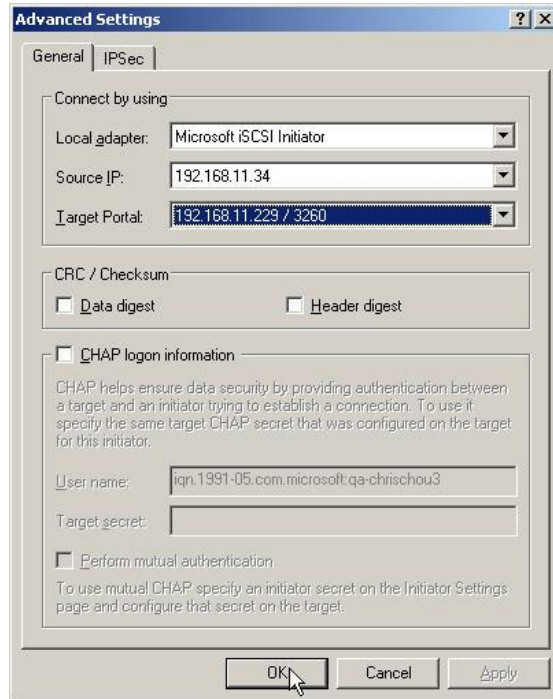 Advanced Settings
General IPSec
Connect by using
Local adapter: Microsoft iSCSI Initiator
Source IP: 192.168.11.34
Target Portal: 192.168.11.229 / 3260
CRC / Checksum
Data digest Header digest
CHAP logon information
CHAP helps ensure data security by providing authentication between
a target and an initiator trying to establish a connection. To use it
specify the same target CHAP secret that was configured on the target
for this initiator.
User name: iqn.1991-05.com.microsoft:qa-chrischou3
Target secret:
Perform mutual authentication
To use mutual CHAP specify an initiator secret on the Initiator Settings
page and configure that secret on the target.
OK Cancel Apply